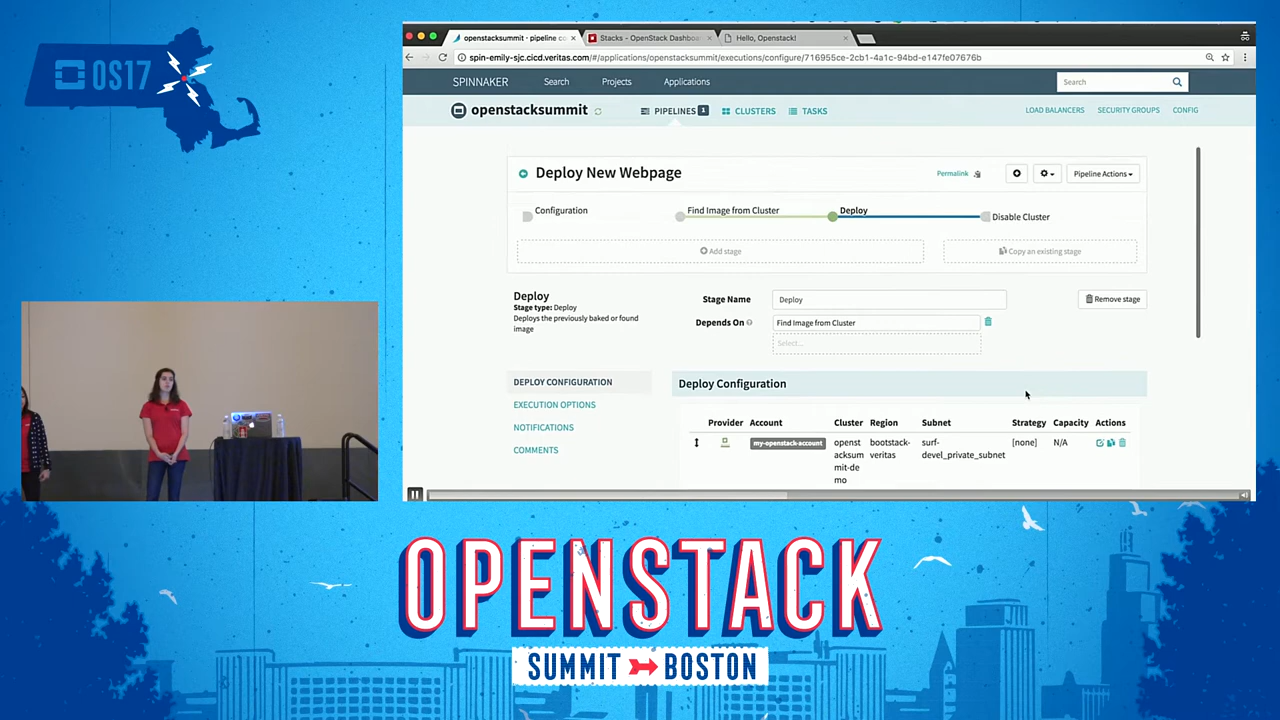 OS17
openstacksummit - pipeline co
Stacks - OpenStack Dashboa
Hello, Openstack!
spin-emily-sjc.cicd.veritas.com/#/applications/openstacksummit/executions/configure/716955ce-2cb1-4a1c-94bd-e147fe07676b
SPINNAKER Search Projects Applications Search
openstacksummit PIPELINES 1 CLUSTERS TASKS LOAD BALANCERS SECURITY GROUPS CONFIG
Deploy New Webpage Permalink Pipeline Actions
Configuration Find Image from Cluster Deploy Disable Cluster
Add stage Copy an existing stage
Deploy
Stage type: Deploy
Deploys the previously baked or found
image
Stage Name Deploy Remove stage
Depends On Find Image from Cluster
Select...
DEPLOY CONFIGURATION
EXECUTION OPTIONS
NOTIFICATIONS
COMMENTS
Deploy Configuration
Provider Account Cluster Region Subnet Strategy Capacity Actions
my-openstack-account openst bootstack- surf- [none] N/A
acksum veritas devel_private_subnet
mit-de
mo
OPENSTACK
SUMMIT BOSTON